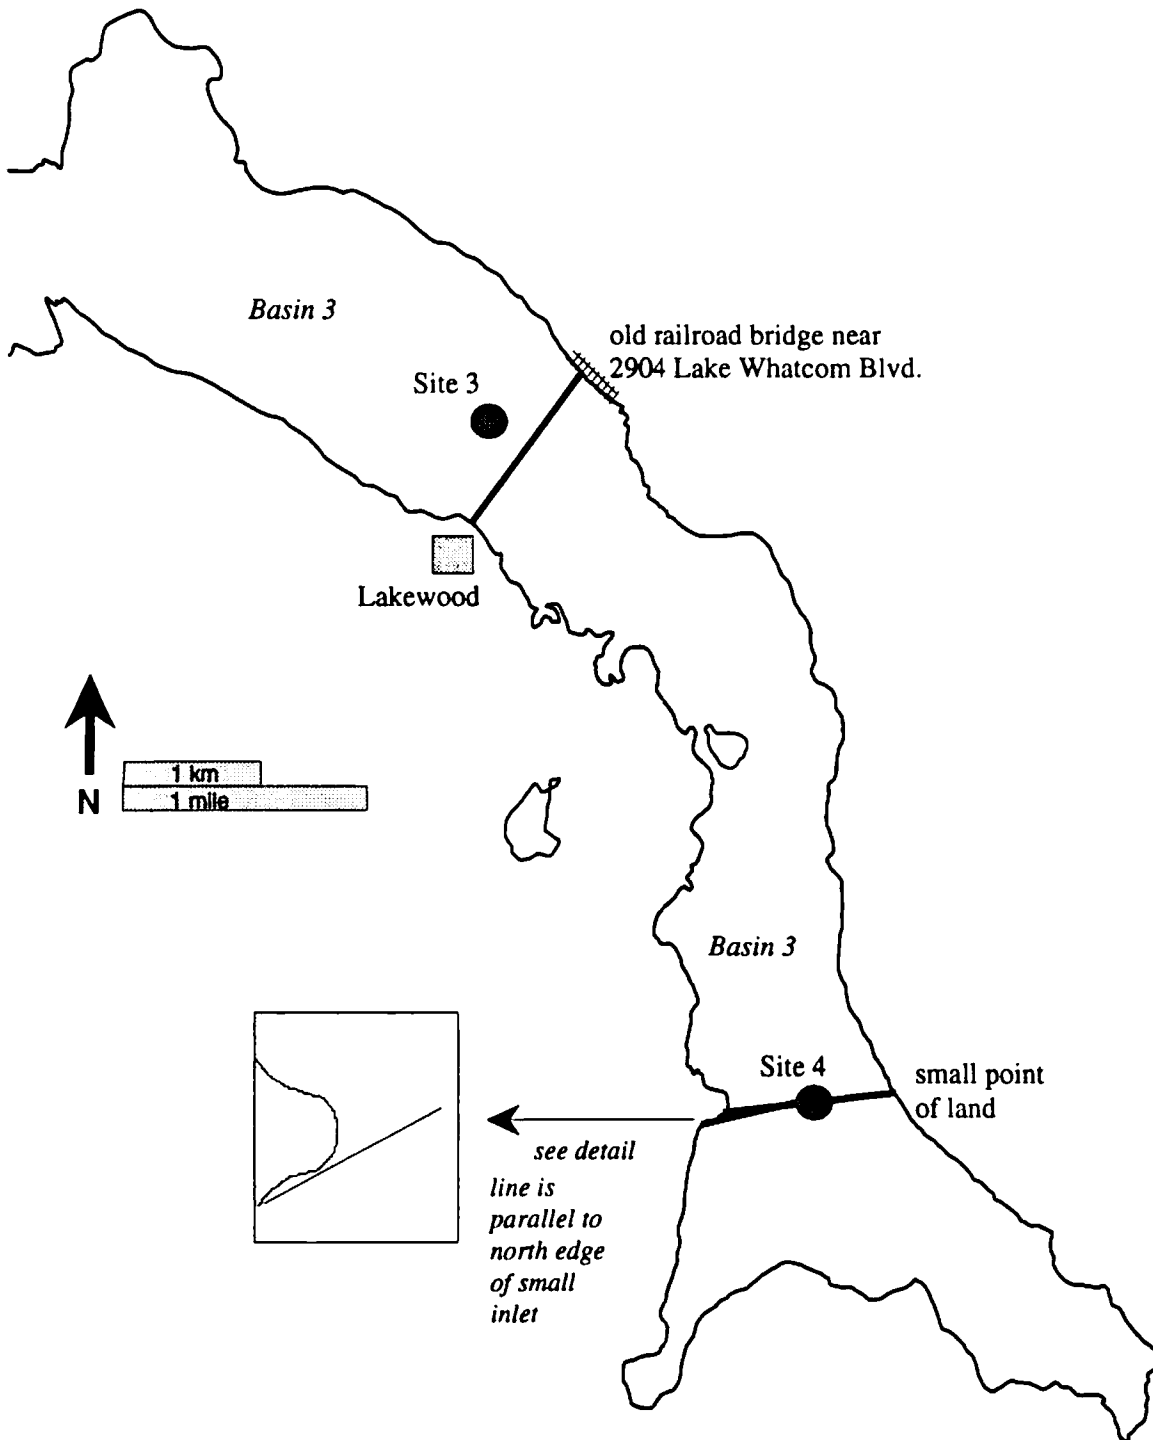 Basin 3
old railroad bridge near
2904 Lake Whatcom Blvd.
Site 3
Lakewood
N
1 km
1 mile
Basin 3
Site 4
small point
of land
see detail
line is
parallel to
north edge
of small
inlet